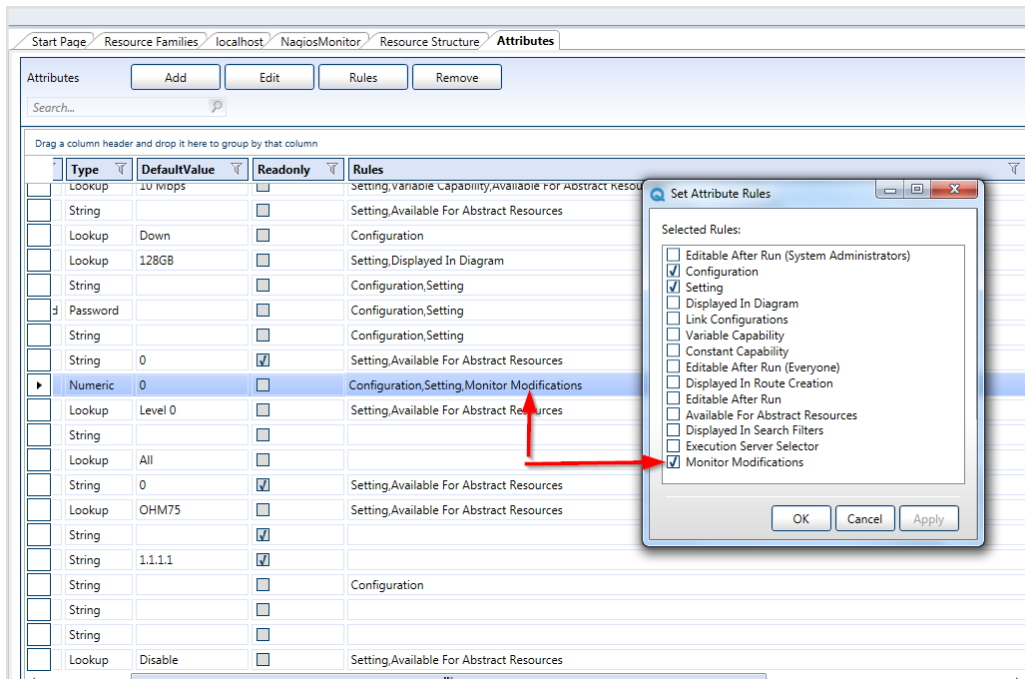 Start Page Resource Families localhost NagiosMonitor Resource Structure Attributes
Attributes Add Edit Rules Remove
Search...
Drag a column header and drop it here to group by that column
Type DefaultValue Readonly Rules
Lookup 10 Mbps Setting,Variable Capability,Available For Abstract Resou
String Setting,Available For Abstract Resources
Lookup Down Configuration
Lookup 128GB Setting,Displayed In Diagram
String Configuration,Setting
d Password Configuration,Setting
String Configuration,Setting
String 0 Setting,Available For Abstract Resources
Numeric 0 Configuration,Setting,Monitor Modifications
Lookup Level 0 Setting,Available For Abstract Resources
String
Lookup All
String 0 Setting,Available For Abstract Resources
Lookup OHM75 Setting,Available For Abstract Resources
String
String 1.1.1.1
String Configuration
String
String
Lookup Disable Setting,Available For Abstract Resources
Set Attribute Rules
Selected Rules:
Editable After Run (System Administrators)
Configuration
Setting
Displayed In Diagram
Link Configurations
Variable Capability
Constant Capability
Editable After Run (Everyone)
Displayed In Route Creation
Editable After Run
Available For Abstract Resources
Displayed In Search Filters
Execution Server Selector
Monitor Modifications
OK Cancel Apply